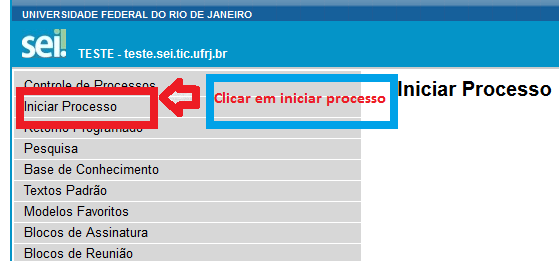 UNIVERSIDADE FEDERAL DO RIO DE JANEIRO
sei! TESTE - teste.sei.tic.ufrj.br
Controle de Processos
Iniciar Processo
Retorno Programado
Pesquisa
Base de Conhecimento
Textos Padrão
Modelos Favoritos
Blocos de Assinatura
Blocos de Reunião
Clicar em iniciar processo
Iniciar Processo